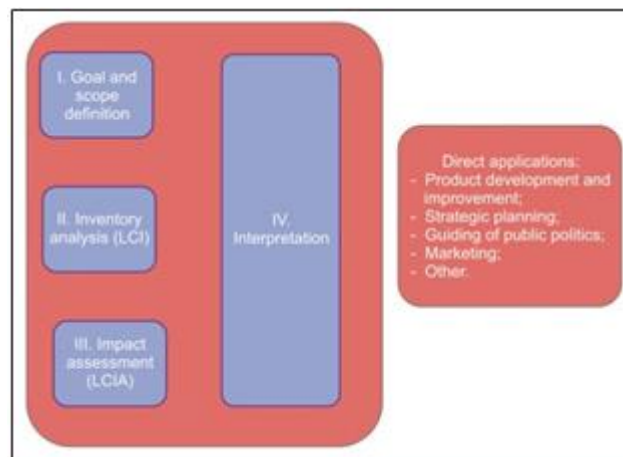 I. Goal and
scope
definition
II. Inventory
analysis (LCI)
III. Impact
assessment
(LCIA)
IV.
Interpretation
Direct applications:
- Product development and
improvement;
- Strategic planning;
- Guiding of public politics;
- Marketing;
- Other.